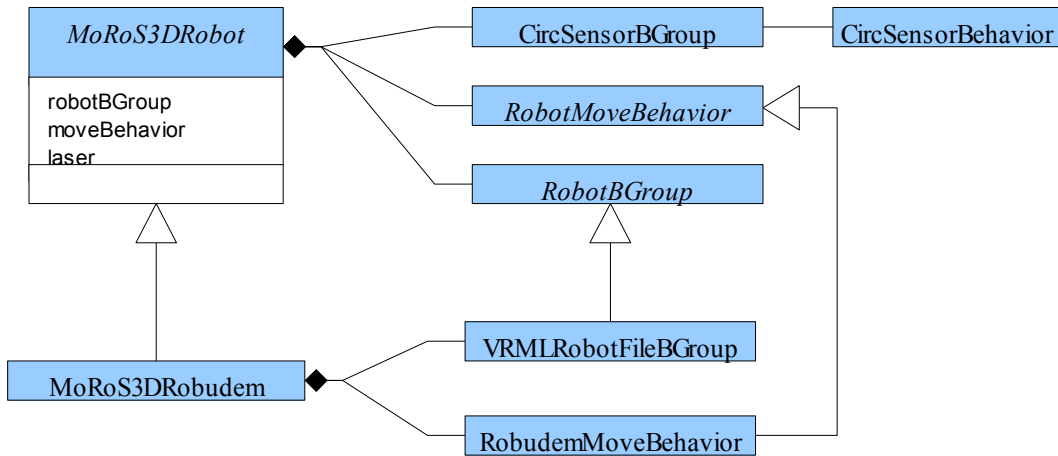 MoRoS3DRobot
robotBGroup
moveBehavior
laser
CircSensorBGroup
CircSensorBehavior
RobotMoveBehavior
RobotBGroup
VRMLRobotFileBGroup
MoRoS3DRobudem
RobudemMoveBehavior